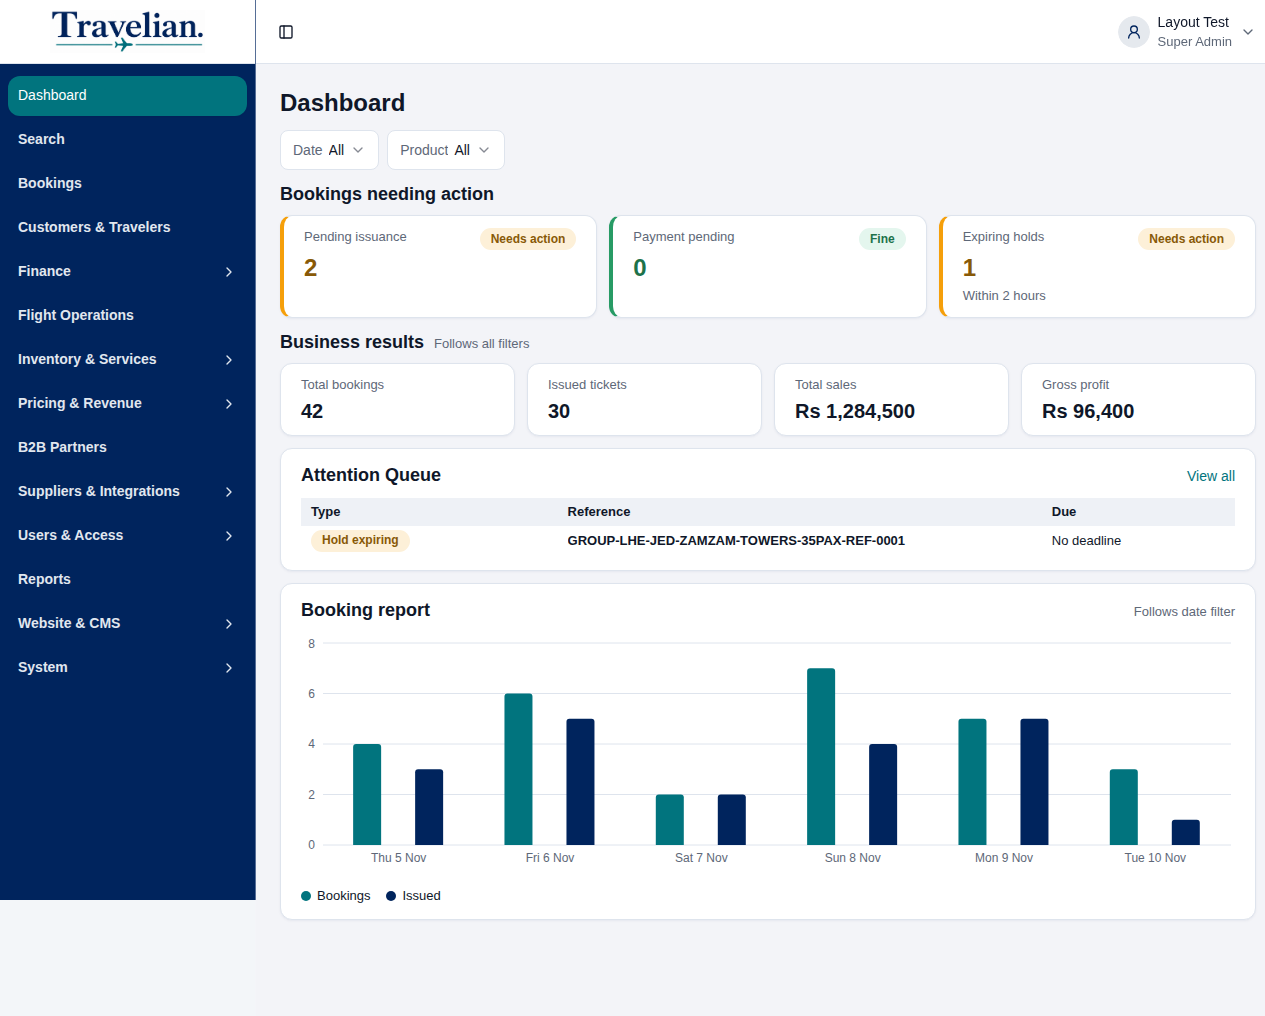 Travelian.
Layout Test
Super Admin
Dashboard
Search
Bookings
Customers & Travelers
Finance
Flight Operations
Inventory & Services
Pricing & Revenue
B2B Partners
Suppliers & Integrations
Users & Access
Reports
Website & CMS
System
Dashboard
Date All
Product All
Bookings needing action
Pending issuance
Needs action
2
Payment pending
Fine
0
Expiring holds
Needs action
1
Within 2 hours
Business results Follows all filters
Total bookings
42
Issued tickets
30
Total sales
Rs 1,284,500
Gross profit
Rs 96,400
Attention Queue
View all
Type Reference Due
Hold expiring GROUP-LHE-JED-ZAMZAM-TOWERS-35PAX-REF-0001 No deadline
Booking report
Follows date filter
8
6
4
2
0
Thu 5 Nov Fri 6 Nov Sat 7 Nov Sun 8 Nov Mon 9 Nov Tue 10 Nov
Bookings Issued